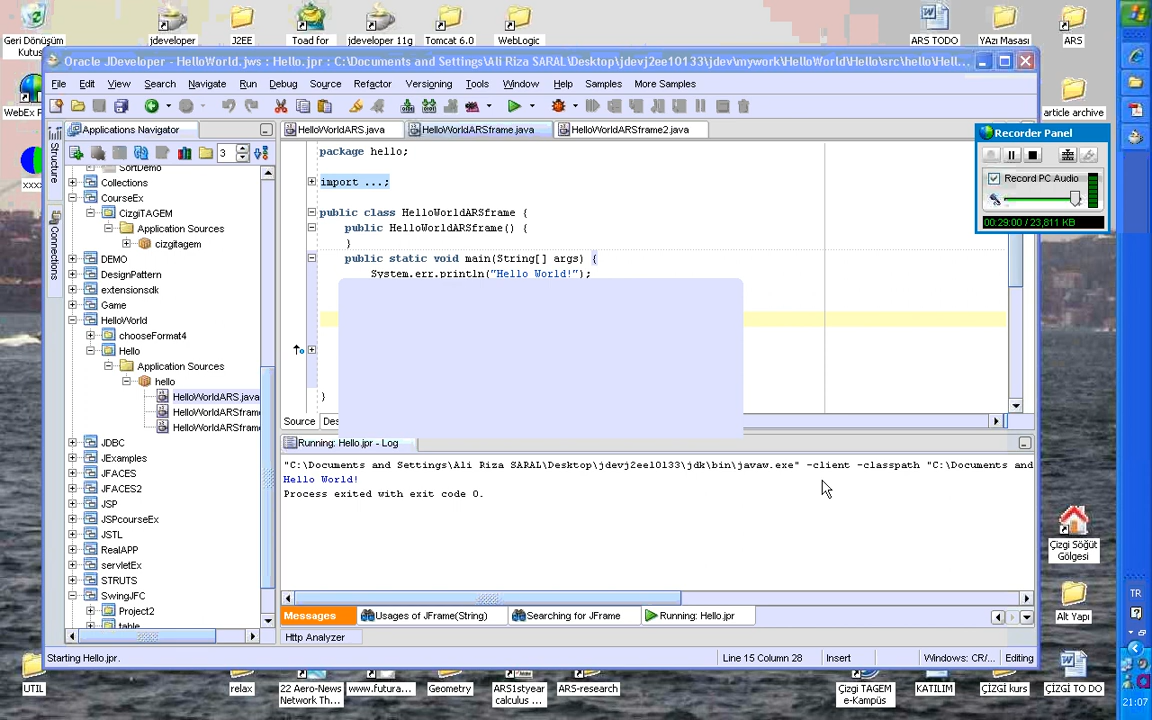 Geri Dönüşüm
Kutus...
jdeveloper
J2EE
Toad for
jdeveloper 11g
Tomcat 6.0
WebLogic
ARS TODO
YAzı Masası
ARS
Oracle JDeveloper - HelloWorld.jws : Hello.jpr : C:\Documents and Settings\Ali Riza SARAL\Desktop\jdevj2ee10133\jdev\mywork\HelloWorld\Hello\src\hello\Hell...
File Edit View Search Navigate Run Debug Source Refactor Versioning Tools Window Help Samples More Samples
WebEx P
article archive
Applications Navigator
HelloWorldARS.java
HelloWorldARSframe.java
HelloWorldARSframe2.java
Recorder Panel
3
Record PC Audio
00:29:00 / 23,811 KB
Structure
Connections
xxxx
SortDemo
Collections
CourseEx
CizgiTAGEM
Application Sources
cizgitagem
DEMO
DesignPattern
extensionsdk
Game
HelloWorld
chooseFormat4
Hello
Application Sources
hello
HelloWorldARS.java
HelloWorldARSframe
HelloWorldARSframe
JDBC
JExamples
JFACES
JFACES2
JSP
JSPcourseEx
JSTL
RealAPP
servletEx
STRUTS
SwingJFC
Project2
table
package hello;
import ...;
public class HelloWorldARSframe {
public HelloWorldARSframe() {
}
public static void main(String[] args) {
System.err.println("Hello World!");
}
Source Des
Running: Hello.jpr - Log
"C:\Documents and Settings\Ali Riza SARAL\Desktop\jdevj2ee10133\jdk\bin\javaw.exe" -client -classpath "C:\Documents and
Hello World!
Process exited with exit code 0.
Messages
Usages of JFrame(String)
Searching for JFrame
Running: Hello.jpr
Http Analyzer
Starting Hello.jpr.
Line 15 Column 28
Insert
Windows: CR/...
Editing
Çizgi Söğüt
Gölgesi
Alt Yapı
TR
UTIL
relax
22 Aero-News
Network Th...
www.futura...
Geometry
ARS1styear
calculus ...
ARS-research
Çizgi TAGEM
e-Kampüs
KATILIM
ÇİZGİ kurs
ÇİZGİ TO DO
21:07